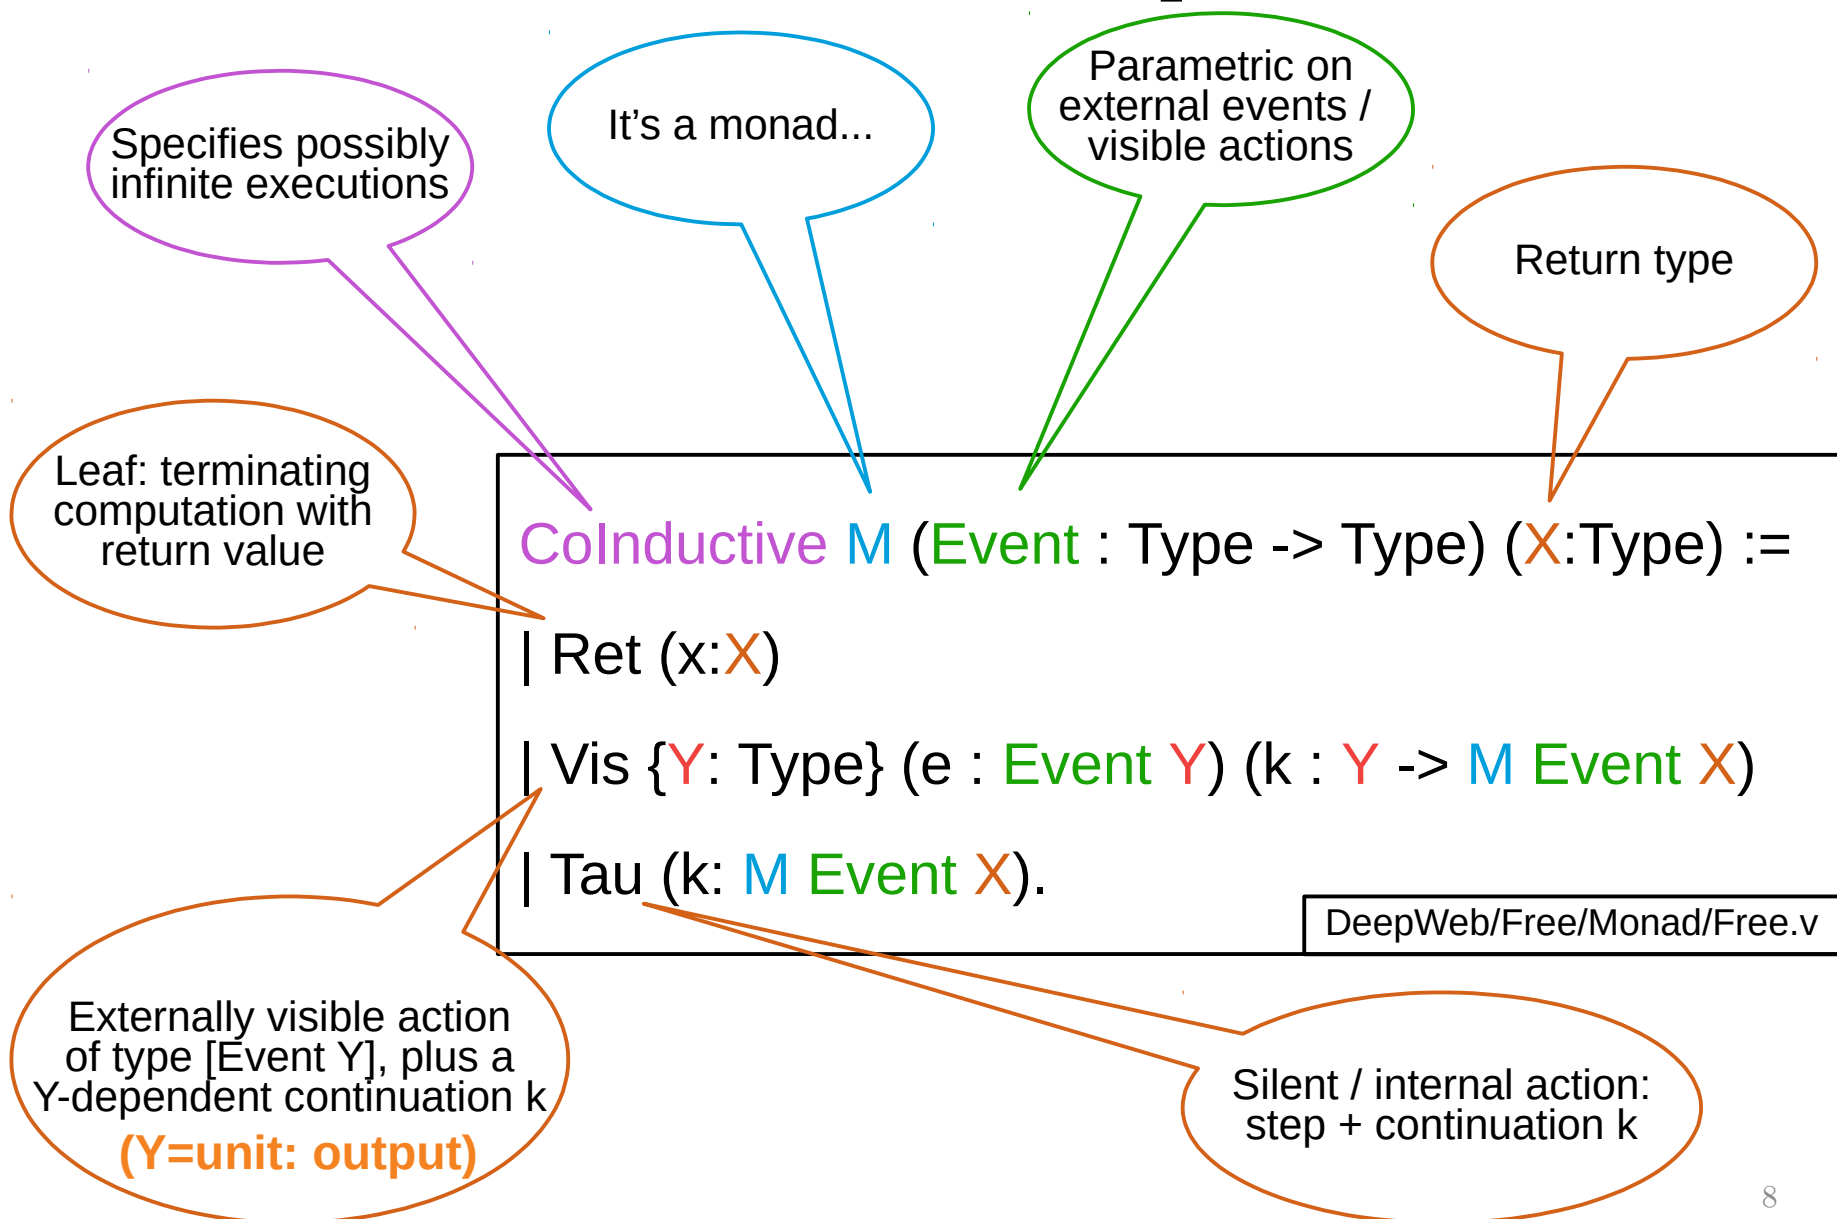 Parametric on
external events /
visible actions
It's a monad...
Specifies possibly
infinite executions
Return type
Leaf: terminating
computation with
return value
CoInductive M (Event : Type -> Type) (X:Type) :=
| Ret (x:X)
| Vis {Y: Type} (e : Event Y) (k : Y -> M Event X)
| Tau (k: M Event X).
DeepWeb/Free/Monad/Free.v
Externally visible action
of type [Event Y], plus a
Y-dependent continuation k
(Y=unit: output)
Silent / internal action:
step + continuation k
8